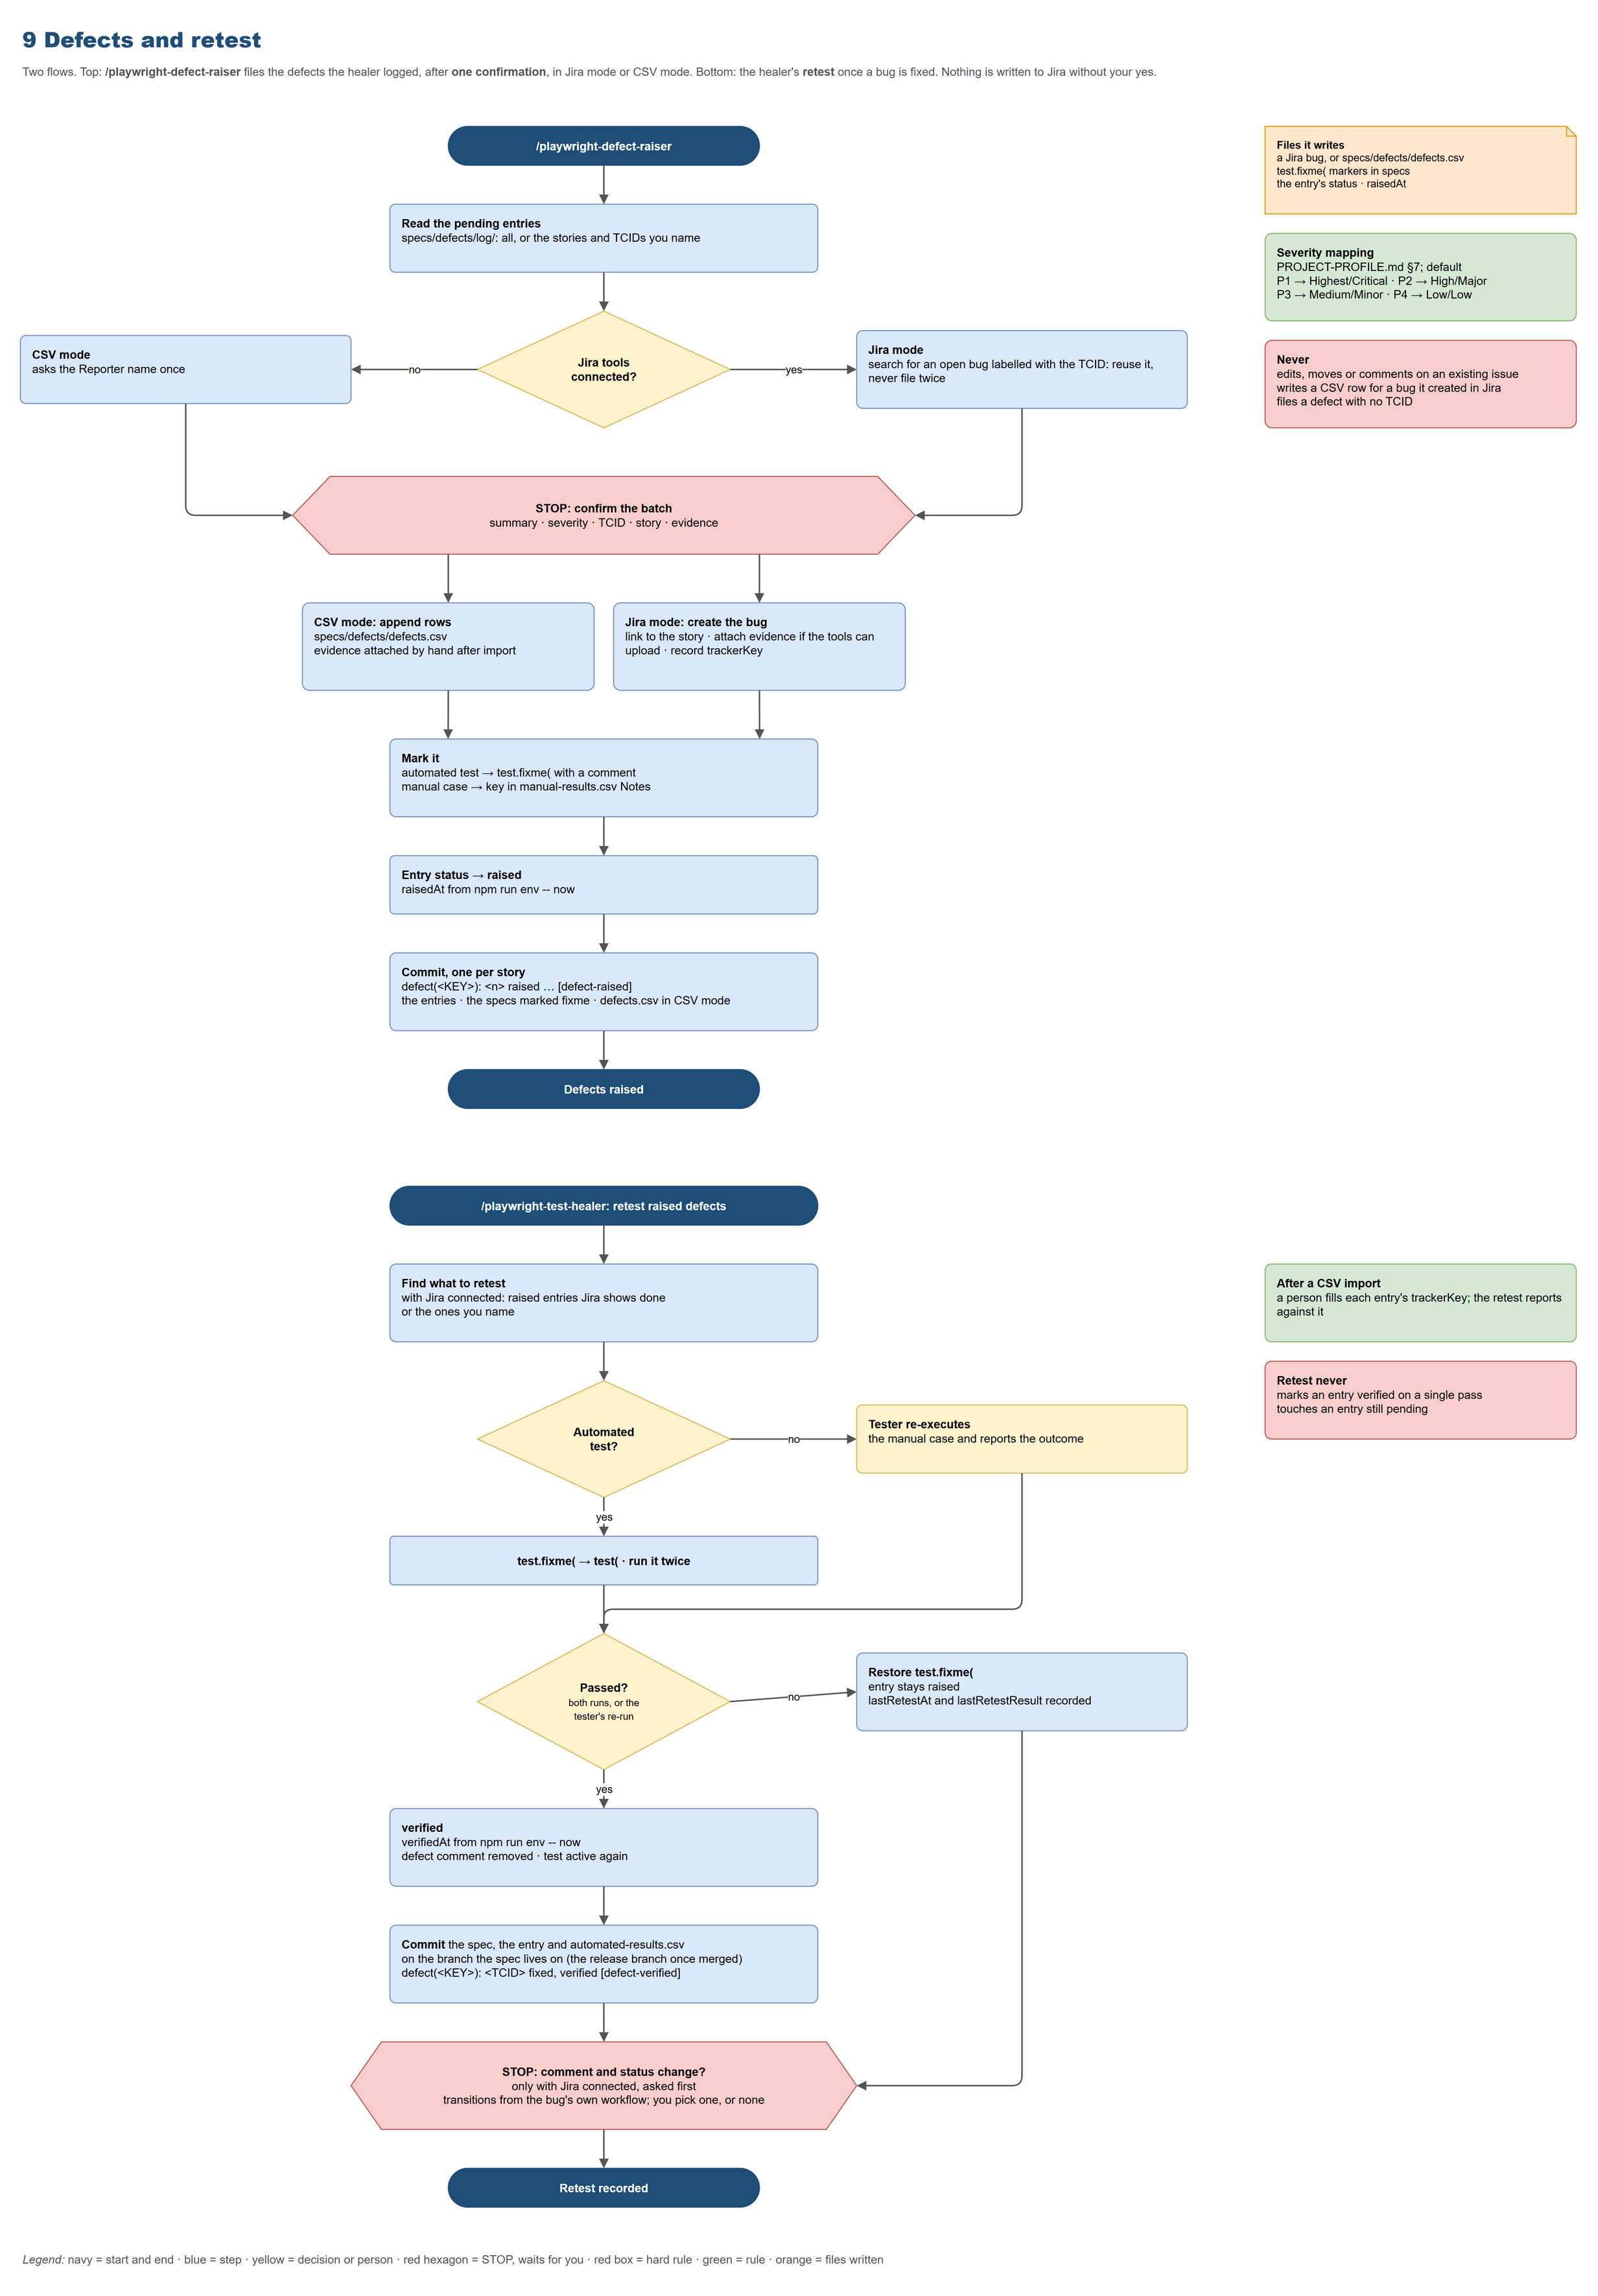 9 Defects and retest
Two flows. Top: /playwright-defect-raiser files the defects the healer logged, after one confirmation, in Jira mode or CSV mode. Bottom: the healer's retest once a bug is fixed. Nothing is written to Jira without your yes.
/playwright-defect-raiser
Files it writes
a Jira bug, or specs/defects/defects.csv
test.fixme( markers in specs
the entry's status · raisedAt
Read the pending entries
specs/defects/log/: all, or the stories and TCIDs you name
Severity mapping
PROJECT-PROFILE.md §7; default
P1 → Highest/Critical · P2 → High/Major
P3 → Medium/Minor · P4 → Low/Low
CSV mode
asks the Reporter name once
no
Jira tools
connected?
yes
Jira mode
search for an open bug labelled with the TCID: reuse it,
never file twice
Never
edits, moves or comments on an existing issue
writes a CSV row for a bug it created in Jira
files a defect with no TCID
STOP: confirm the batch
summary · severity · TCID · story · evidence
CSV mode: append rows
specs/defects/defects.csv
evidence attached by hand after import
Jira mode: create the bug
link to the story · attach evidence if the tools can
upload · record trackerKey
Mark it
automated test → test.fixme( with a comment
manual case → key in manual-results.csv Notes
Entry status → raised
raisedAt from npm run env -- now
Commit, one per story
defect(<KEY>): <n> raised … [defect-raised]
the entries · the specs marked fixme · defects.csv in CSV mode
Defects raised
/playwright-test-healer: retest raised defects
Find what to retest
with Jira connected: raised entries Jira shows done
or the ones you name
After a CSV import
a person fills each entry's trackerKey; the retest reports
against it
Automated
test?
no
Tester re-executes
the manual case and reports the outcome
Retest never
marks an entry verified on a single pass
touches an entry still pending
yes
test.fixme( → test( · run it twice
Passed?
both runs, or the
tester's re-run
no
Restore test.fixme(
entry stays raised
lastRetestAt and lastRetestResult recorded
yes
verified
verifiedAt from npm run env -- now
defect comment removed · test active again
Commit the spec, the entry and automated-results.csv
on the branch the spec lives on (the release branch once merged)
defect(<KEY>): <TCID> fixed, verified [defect-verified]
STOP: comment and status change?
only with Jira connected, asked first
transitions from the bug's own workflow; you pick one, or none
Retest recorded
Legend: navy = start and end · blue = step · yellow = decision or person · red hexagon = STOP, waits for you · red box = hard rule · green = rule · orange = files written